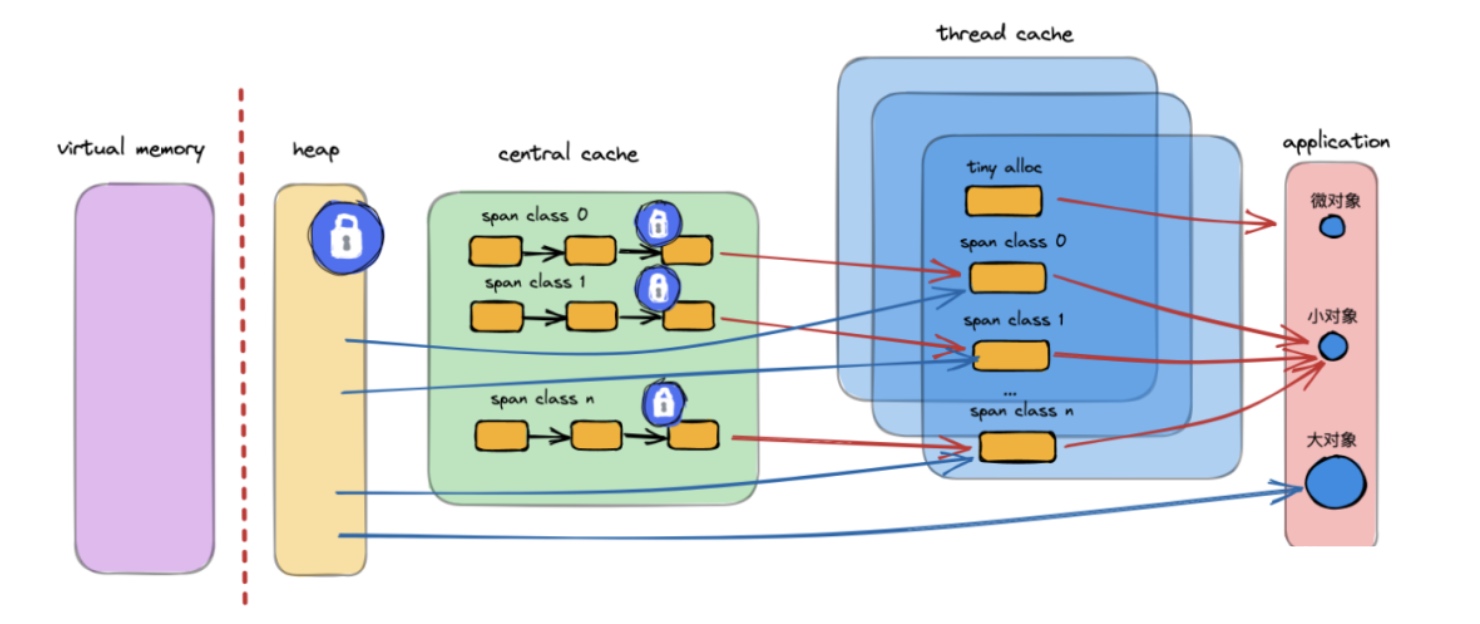 thread cache
virtual memory
heap
central cache
application
tiny alloc
微对象
span class 0
span class 0
span class 1
span class 1
小对象
span class n
...
span class n
大对象